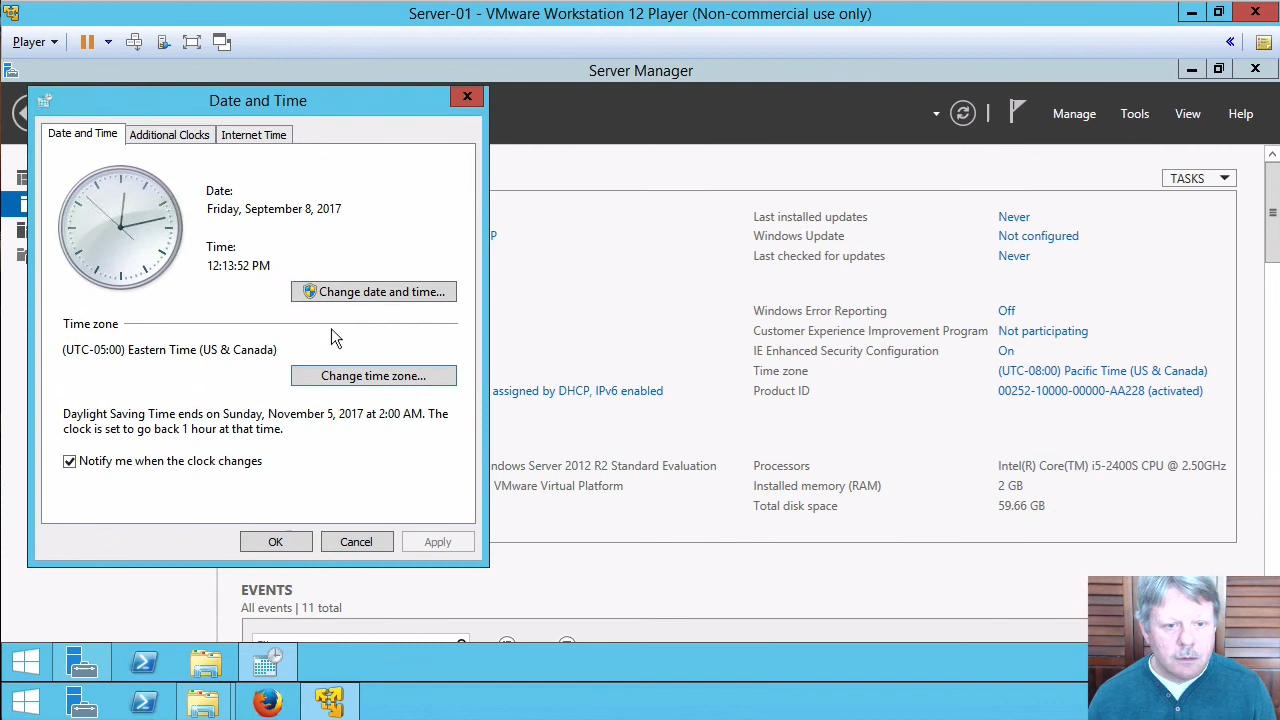 Server-01 - VMware Workstation 12 Player (Non-commercial use only)
Player
Server Manager
Date and Time
Manage
Tools
View
Help
Date and Time
Additional Clocks
Internet Time
TASKS
Date:
Friday, September 8, 2017
Time:
12:13:52 PM
Change date and time...
Time zone
(UTC-05:00) Eastern Time (US & Canada)
Change time zone...
Daylight Saving Time ends on Sunday, November 5, 2017 at 2:00 AM. The
clock is set to go back 1 hour at that time.
Notify me when the clock changes
OK
Cancel
Apply
Last installed updates Never
Windows Update Not configured
Last checked for updates Never
Windows Error Reporting Off
Customer Experience Improvement Program Not participating
IE Enhanced Security Configuration On
Time zone (UTC-08:00) Pacific Time (US & Canada)
assigned by DHCP, IPv6 enabled Product ID 00252-10000-00000-AA228 (activated)
Server 2012 R2 Standard Evaluation Processors Intel(R) Core(TM) i5-2400S CPU @ 2.50GHz
VMware Virtual Platform Installed memory (RAM) 2 GB
Total disk space 59.66 GB
EVENTS
All events | 11 total